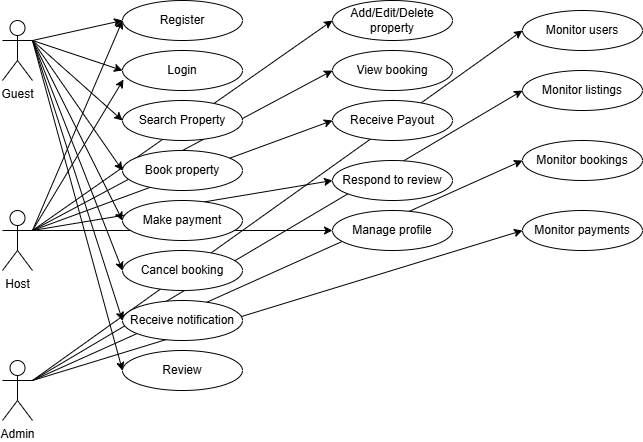 Register
Login
Search Property
Book property
Make payment
Cancel booking
Receive notification
Review
Add/Edit/Delete
property
View booking
Receive Payout
Respond to review
Manage profile
Monitor users
Monitor listings
Monitor bookings
Monitor payments
Guest
Host
Admin